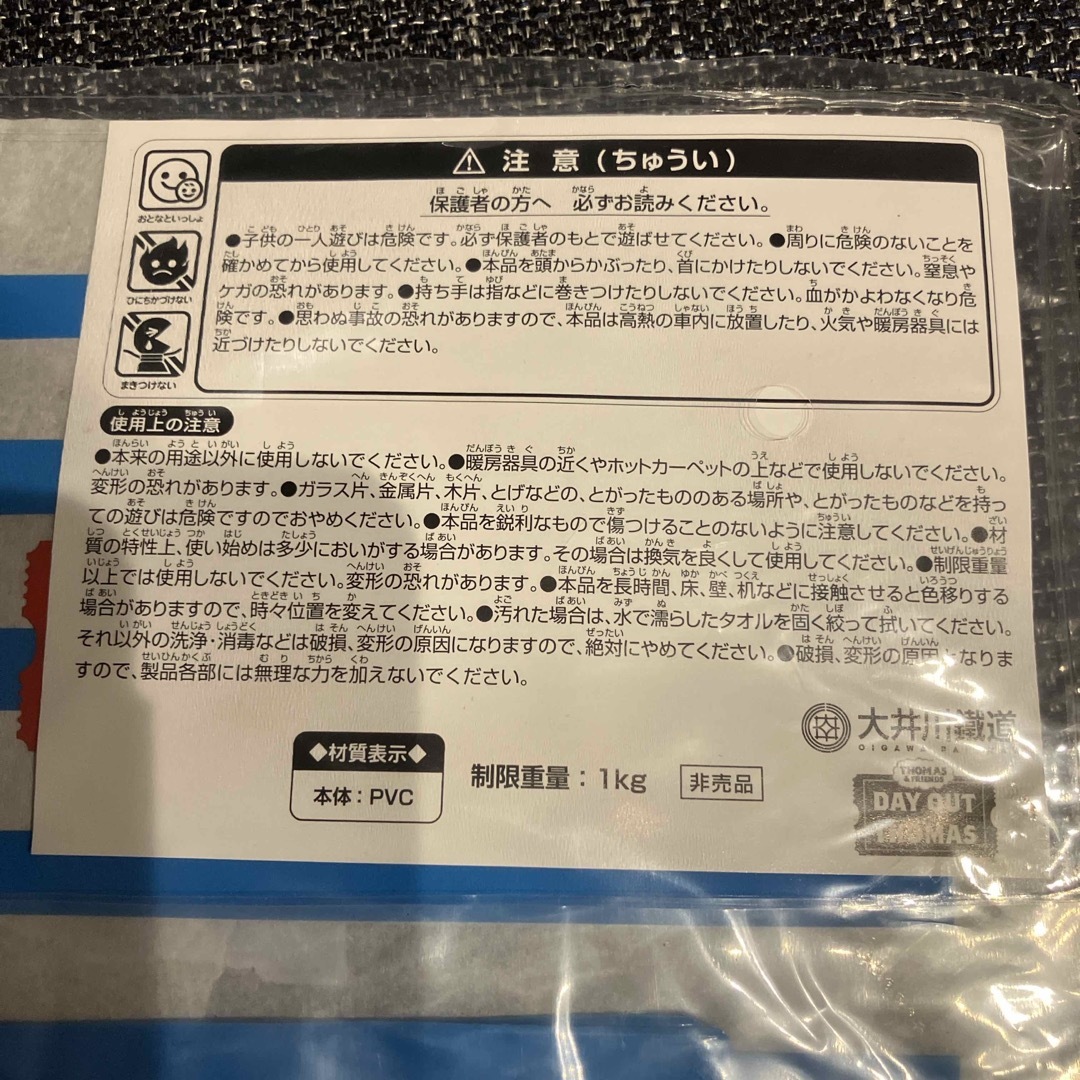 ⚠ 注 意 (ちゅうい)
保護者の方へ 必ずお読みください。
おとなといっしょ
●子供の一人遊びは危険です。必ず保護者のもとで遊ばせてください。●周りに危険のないことを
確かめてから使用してください。●本品を頭からかぶったり、首にかけたりしないでください。窒息や
ひにちかづけない
ケガの恐れがあります。●持ち手は指などに巻きつけたりしないでください。血がかよわなくなり危
険です。●思わぬ事故の恐れがありますので、本品は高熱の車内に放置したり、火気や暖房器具には
近づけたりしないでください。
まきつけない
使用上の注意
●本来の用途以外に使用しないでください。●暖房器具の近くやホットカーペットの上などで使用しないでください。
変形の恐れがあります。●ガラス片、金属片、木片、とげなどの、とがったもののある場所や、とがったものなどを持っ
ての遊びは危険ですのでおやめください。●本品を鋭利なもので傷つけることのないように注意してください。●材
質の特性上、使い始めは多少においがする場合があります。その場合は換気を良くして使用してください。●制限重量
以上では使用しないでください。変形の恐れがあります。●本品を長時間、床、壁、机などに接触させると色移りする
場合がありますので、時々位置を変えてください。●汚れた場合は、水で濡らしたタオルを固く絞って拭いてください。
それ以外の洗浄・消毒などは破損、変形の原因になりますので、絶対にやめてください。●破損、変形の原因となりま
すので、製品各部には無理な力を加えないでください。
◆材質表示◆
本体：PVC
制限重量：1kg
非売品
大井川鐵道
THOMAS
& FRIENDS
DAY OUT
THOMAS